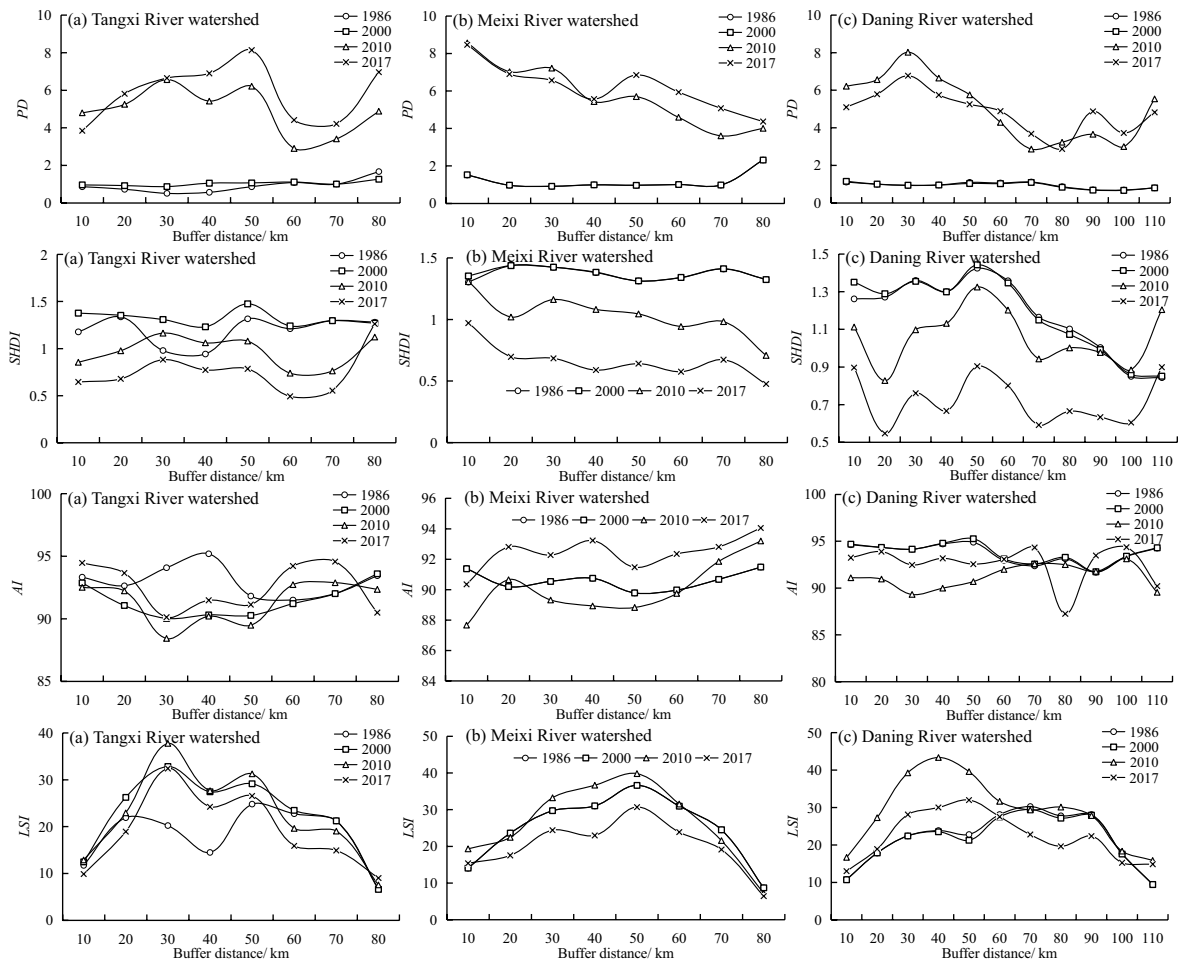 (a) Tangxi River watershed
1986
2000
2010
2017
10
8
6
4
2
0
PD
10 20 30 40 50 60 70 80
Buffer distance/ km
(b) Meixi River watershed
1986
2000
2010
2017
10
8
6
4
2
0
PD
10 20 30 40 50 60 70 80
Buffer distance/ km
(c) Daning River watershed
1986
2000
2010
2017
10
8
6
4
2
0
PD
10 20 30 40 50 60 70 80 90 100 110
Buffer distance/ km
(a) Tangxi River watershed
1986
2000
2010
2017
2
1.5
1
0.5
0
SHDI
10 20 30 40 50 60 70 80
Buffer distance/ km
(b) Meixi River watershed
1.5
1
0.5
0
SHDI
1986 2000 2010 2017
10 20 30 40 50 60 70 80
Buffer distance/ km
(c) Daning River watershed
1986
2000
2010
2017
1.5
1.3
1.1
0.9
0.7
0.5
SHDI
10 20 30 40 50 60 70 80 90 100 110
Buffer distance/ km
(a) Tangxi River watershed
1986
2000
2010
2017
100
95
90
85
AI
10 20 30 40 50 60 70 80
Buffer distance/ km
(b) Meixi River watershed
1986 2000 2010 2017
96
94
92
90
88
86
84
AI
10 20 30 40 50 60 70 80
Buffer distance/ km
(c) Daning River watershed
1986
2000
2010
2017
100
95
90
85
80
AI
10 20 30 40 50 60 70 80 90 100 110
Buffer distance/ km
(a) Tangxi River watershed
1986
2000
2010
2017
40
30
20
10
0
LSI
10 20 30 40 50 60 70 80
Buffer distance/ km
(b) Meixi River watershed
1986 2000 2010 2017
50
40
30
20
10
0
LSI
10 20 30 40 50 60 70 80
Buffer distance/ km
(c) Daning River watershed
1986
2000
2010
2017
50
40
30
20
10
0
LSI
10 20 30 40 50 60 70 80 90 100 110
Buffer distance/ km